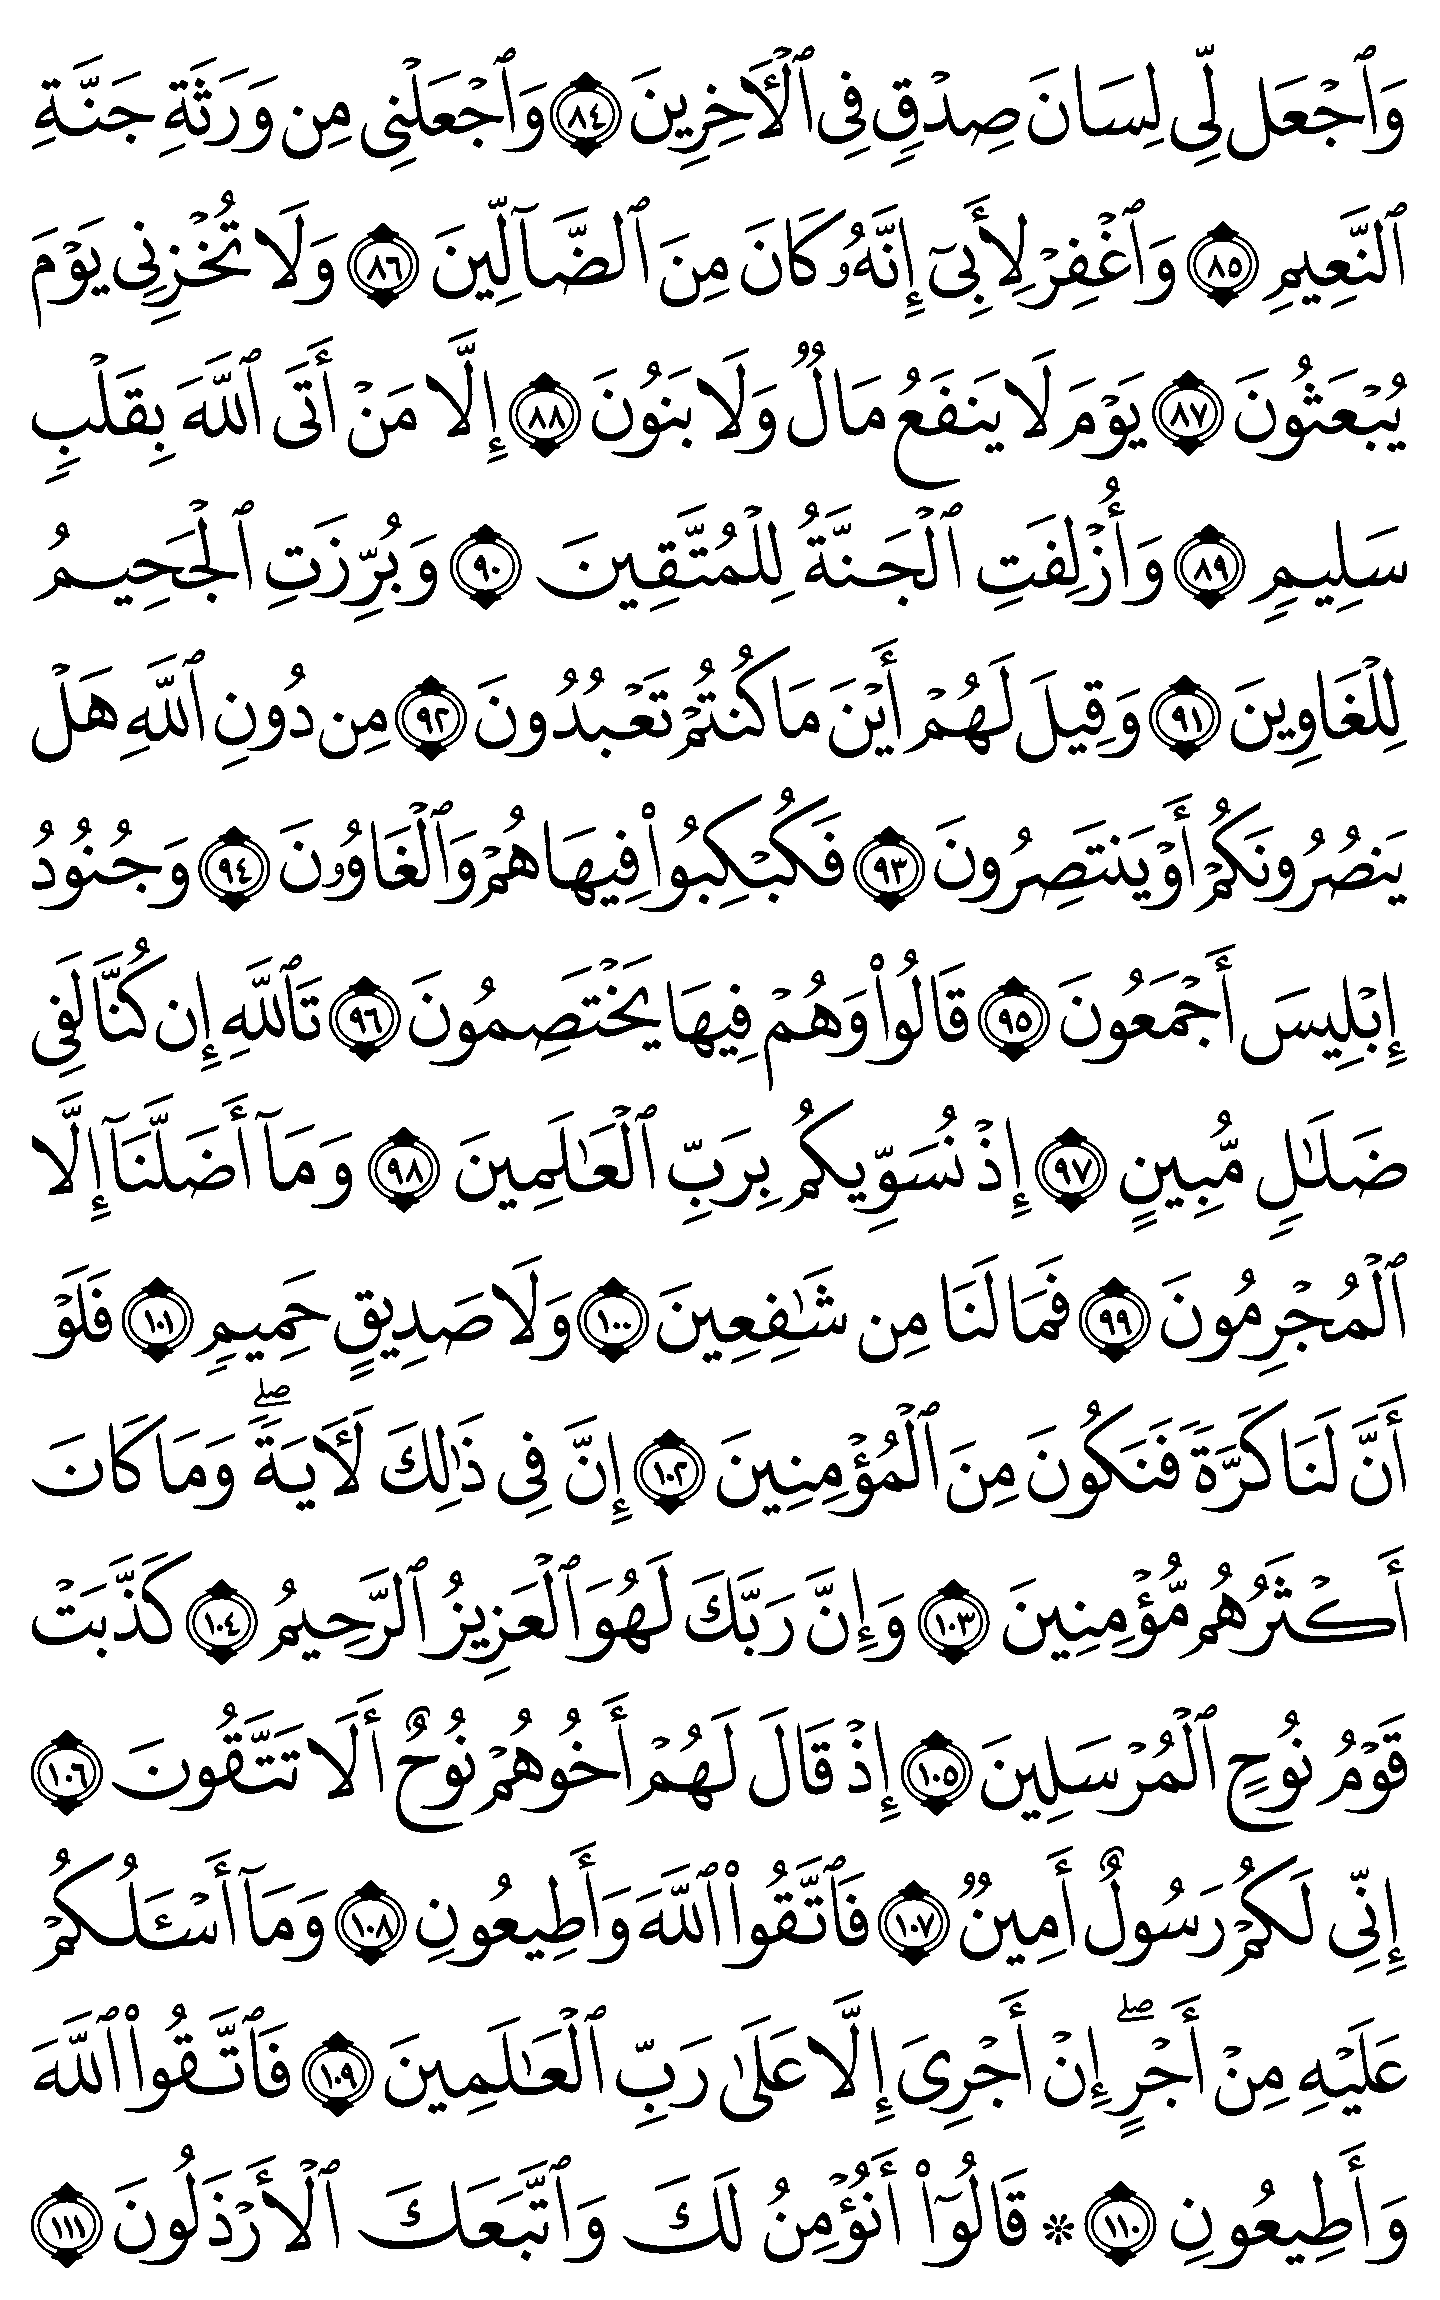 وَٱجۡعَل لِّي لِسَانَ صِدۡقٖ فِي ٱلۡأٓخِرِينَ ٨٤ وَٱجۡعَلۡنِي مِن وَرَثَةِ جَنَّةِ
ٱلنَّعِيمِ ٨٥ وَٱغۡفِرۡ لِأَبِيٓ إِنَّهُۥ كَانَ مِنَ ٱلضَّآلِّينَ ٨٦ وَلَا تُخۡزِنِي يَوۡمَ
يُبۡعَثُونَ ٨٧ يَوۡمَ لَا يَنفَعُ مَالٞ وَلَا بَنُونَ ٨٨ إِلَّا مَنۡ أَتَى ٱللَّهَ بِقَلۡبٖ
سَلِيمٖ ٨٩ وَأُزۡلِفَتِ ٱلۡجَنَّةُ لِلۡمُتَّقِينَ ٩٠ وَبُرِّزَتِ ٱلۡجَحِيمُ
لِلۡغَاوِينَ ٩١ وَقِيلَ لَهُمۡ أَيۡنَ مَا كُنتُمۡ تَعۡبُدُونَ ٩٢ مِن دُونِ ٱللَّهِ هَلۡ
يَنصُرُونَكُمۡ أَوۡ يَنتَصِرُونَ ٩٣ فَكُبۡكِبُواْ فِيهَا هُمۡ وَٱلۡغَاوُۥنَ ٩٤ وَجُنُودُ
إِبۡلِيسَ أَجۡمَعُونَ ٩٥ قَالُواْ وَهُمۡ فِيهَا يَخۡتَصِمُونَ ٩٦ تَٱللَّهِ إِن كُنَّا لَفِي
ضَلَٰلٖ مُّبِينٍ ٩٧ إِذۡ نُسَوِّيكُم بِرَبِّ ٱلۡعَٰلَمِينَ ٩٨ وَمَآ أَضَلَّنَآ إِلَّا
ٱلۡمُجۡرِمُونَ ٩٩ فَمَا لَنَا مِن شَٰفِعِينَ ١٠٠ وَلَا صَدِيقٍ حَمِيمٖ ١٠١ فَلَوۡ
أَنَّ لَنَا كَرَّةٗ فَنَكُونَ مِنَ ٱلۡمُؤۡمِنِينَ ١٠٢ إِنَّ فِي ذَٰلِكَ لَأٓيَةٗۖ وَمَا كَانَ
أَكۡثَرُهُم مُّؤۡمِنِينَ ١٠٣ وَإِنَّ رَبَّكَ لَهُوَ ٱلۡعَزِيزُ ٱلرَّحِيمُ ١٠٤ كَذَّبَتۡ
قَوۡمُ نُوحٍ ٱلۡمُرۡسَلِينَ ١٠٥ إِذۡ قَالَ لَهُمۡ أَخُوهُمۡ نُوحٌ أَلَا تَتَّقُونَ ١٠٦
إِنِّي لَكُمۡ رَسُولٌ أَمِينٞ ١٠٧ فَٱتَّقُواْ ٱللَّهَ وَأَطِيعُونِ ١٠٨ وَمَآ أَسۡـَٔلُكُمۡ
عَلَيۡهِ مِنۡ أَجۡرٍۖ إِنۡ أَجۡرِيَ إِلَّا عَلَىٰ رَبِّ ٱلۡعَٰلَمِينَ ١٠٩ فَٱتَّقُواْ ٱللَّهَ
وَأَطِيعُونِ ١١٠ ۞ قَالُوٓاْ أَنُؤۡمِنُ لَكَ وَٱتَّبَعَكَ ٱلۡأَرۡذَلُونَ ١١١